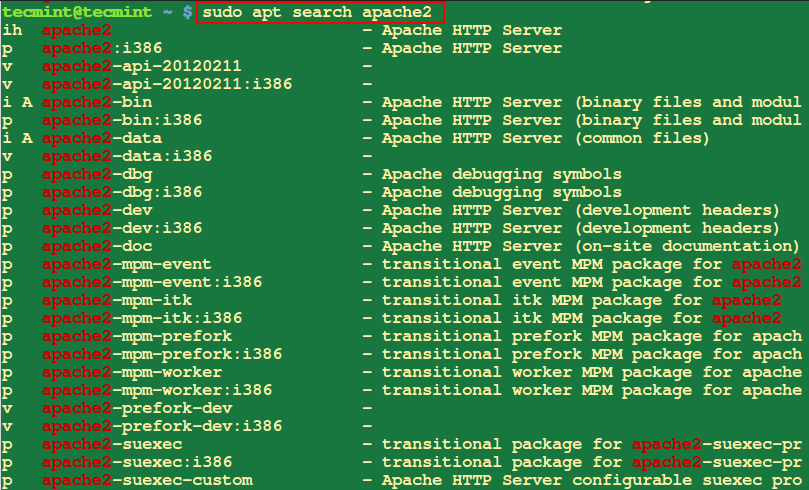 tecmint@tecmint ~ $ sudo apt search apache2
ih apache2 - Apache HTTP Server
p apache2:i386 - Apache HTTP Server
v apache2-api-20120211 -
v apache2-api-20120211:i386 -
i A apache2-bin - Apache HTTP Server (binary files and modul
p apache2-bin:i386 - Apache HTTP Server (binary files and modul
i A apache2-data - Apache HTTP Server (common files)
v apache2-data:i386 -
p apache2-dbg - Apache debugging symbols
p apache2-dbg:i386 - Apache debugging symbols
p apache2-dev - Apache HTTP Server (development headers)
p apache2-dev:i386 - Apache HTTP Server (development headers)
p apache2-doc - Apache HTTP Server (on-site documentation)
p apache2-mpm-event - transitional event MPM package for apache2
p apache2-mpm-event:i386 - transitional event MPM package for apache2
p apache2-mpm-itk - transitional itk MPM package for apache2
p apache2-mpm-itk:i386 - transitional itk MPM package for apache2
p apache2-mpm-prefork - transitional prefork MPM package for apach
p apache2-mpm-prefork:i386 - transitional prefork MPM package for apach
p apache2-mpm-worker - transitional worker MPM package for apache
p apache2-mpm-worker:i386 - transitional worker MPM package for apache
v apache2-prefork-dev -
v apache2-prefork-dev:i386 -
p apache2-suexec - transitional package for apache2-suexec-pr
p apache2-suexec:i386 - transitional package for apache2-suexec-pr
p apache2-suexec-custom - Apache HTTP Server configurable suexec pro